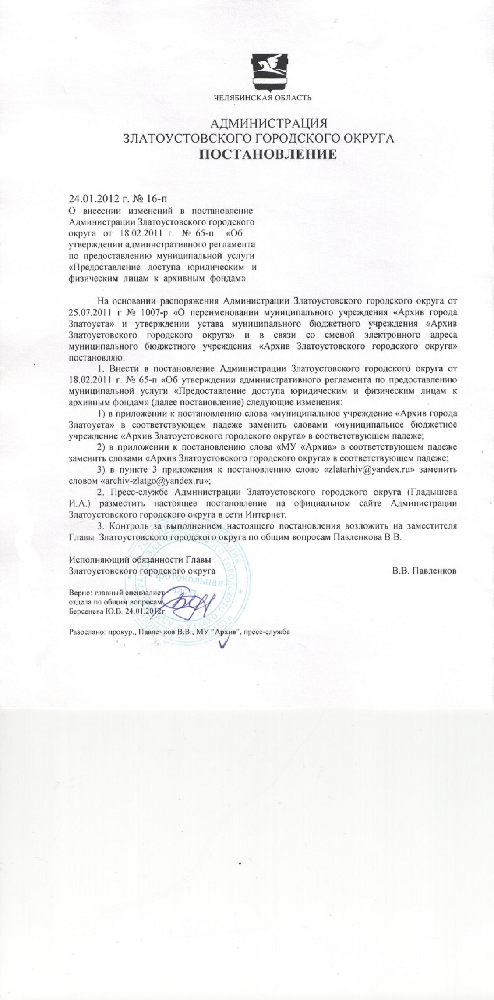 ЧЕЛЯБИНСКАЯ ОБЛАСТЬ
АДМИНИСТРАЦИЯ
ЗЛАТОУСТОВСКОГО ГОРОДСКОГО ОКРУГА
ПОСТАНОВЛЕНИЕ
24.01.2012 г. № 16-п
О внесении изменений в постановление
Администрации Златоустовского городского
округа от 18.02.2011 г. № 65-п «Об
утверждении административного регламента
по предоставлению муниципальной услуги
«Предоставление доступа юридическим и
физическим лицам к архивным фондам»
На основании распоряжения Администрации Златоустовского городского округа от
25.07.2011 г № 1007-р «О переименовании муниципального учреждения «Архив города
Златоуста» и утверждении устава муниципального бюджетного учреждения «Архив
Златоустовского городского округа» и в связи со сменой электронного адреса
муниципального бюджетного учреждения «Архив Златоустовского городского округа»
постановляю:
1. Внести в постановление Администрации Златоустовского городского округа от
18.02.2011 г. № 65-п «Об утверждении административного регламента по предоставлению
муниципальной услуги «Предоставление доступа юридическим и физическим лицам к
архивным фондам» (далее постановление) следующие изменения:
1) в приложении к постановлению слова «муниципальное учреждение «Архив города
Златоуста» в соответствующем падеже заменить словами «муниципальное бюджетное
учреждение «Архив Златоустовского городского округа» в соответствующем падеже;
2) в приложении к постановлению слова «МУ «Архив» в соответствующем падеже
заменить словами «Архив Златоустовского городского округа» в соответствующем падеже;
3) в пункте 3 приложения к постановлению слово «zlatarhiv@yandex.ru» заменить
словом «archiv-zlatgo@yandex.ru»;
2. Пресс-службе Администрации Златоустовского городского округа (Гладышева
И.А.) разместить настоящее постановление на официальном сайте Администрации
Златоустовского городского округа в сети Интернет.
3. Контроль за выполнением настоящего постановления возложить на заместителя
Главы Златоустовского городского округа по общим вопросам Павленкова В.В.
Исполняющий обязанности Главы
Златоустовского городского округа В.В. Павленков
Протокольная
часть
Верно: главный специалист
отдела по общим вопросам
Берсенева Ю.В. 24.01.2012г.
Разослано: прокур., Павленков В.В., МУ "Архив", пресс-служба